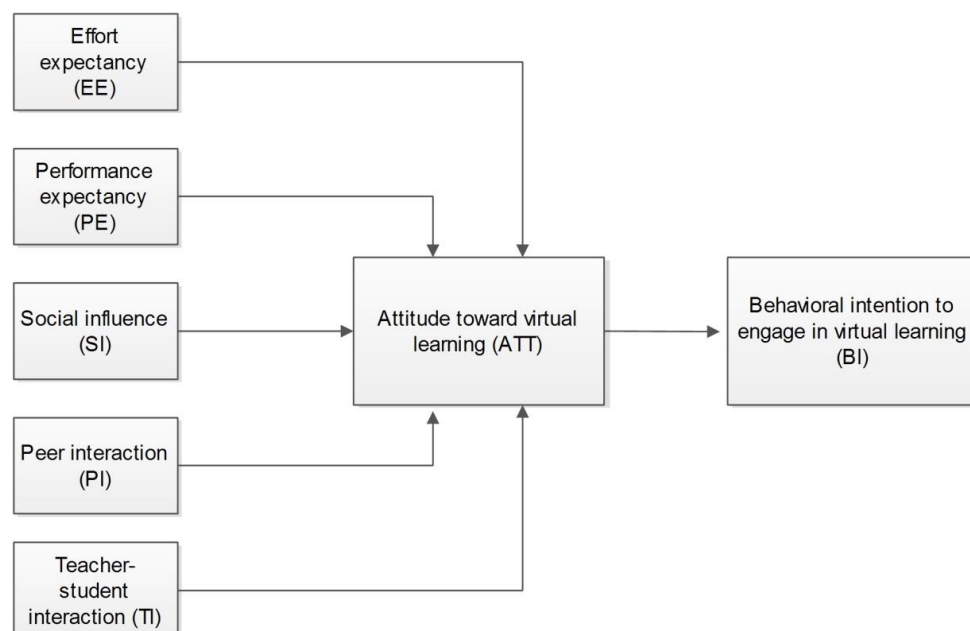 Effort
expectancy
(EE)
Performance
expectancy
(PE)
Social influence
(SI)
Peer interaction
(PI)
Teacher-
student
interaction (TI)
Attitude toward virtual
learning (ATT)
Behavioral intention to
engage in virtual learning
(BI)